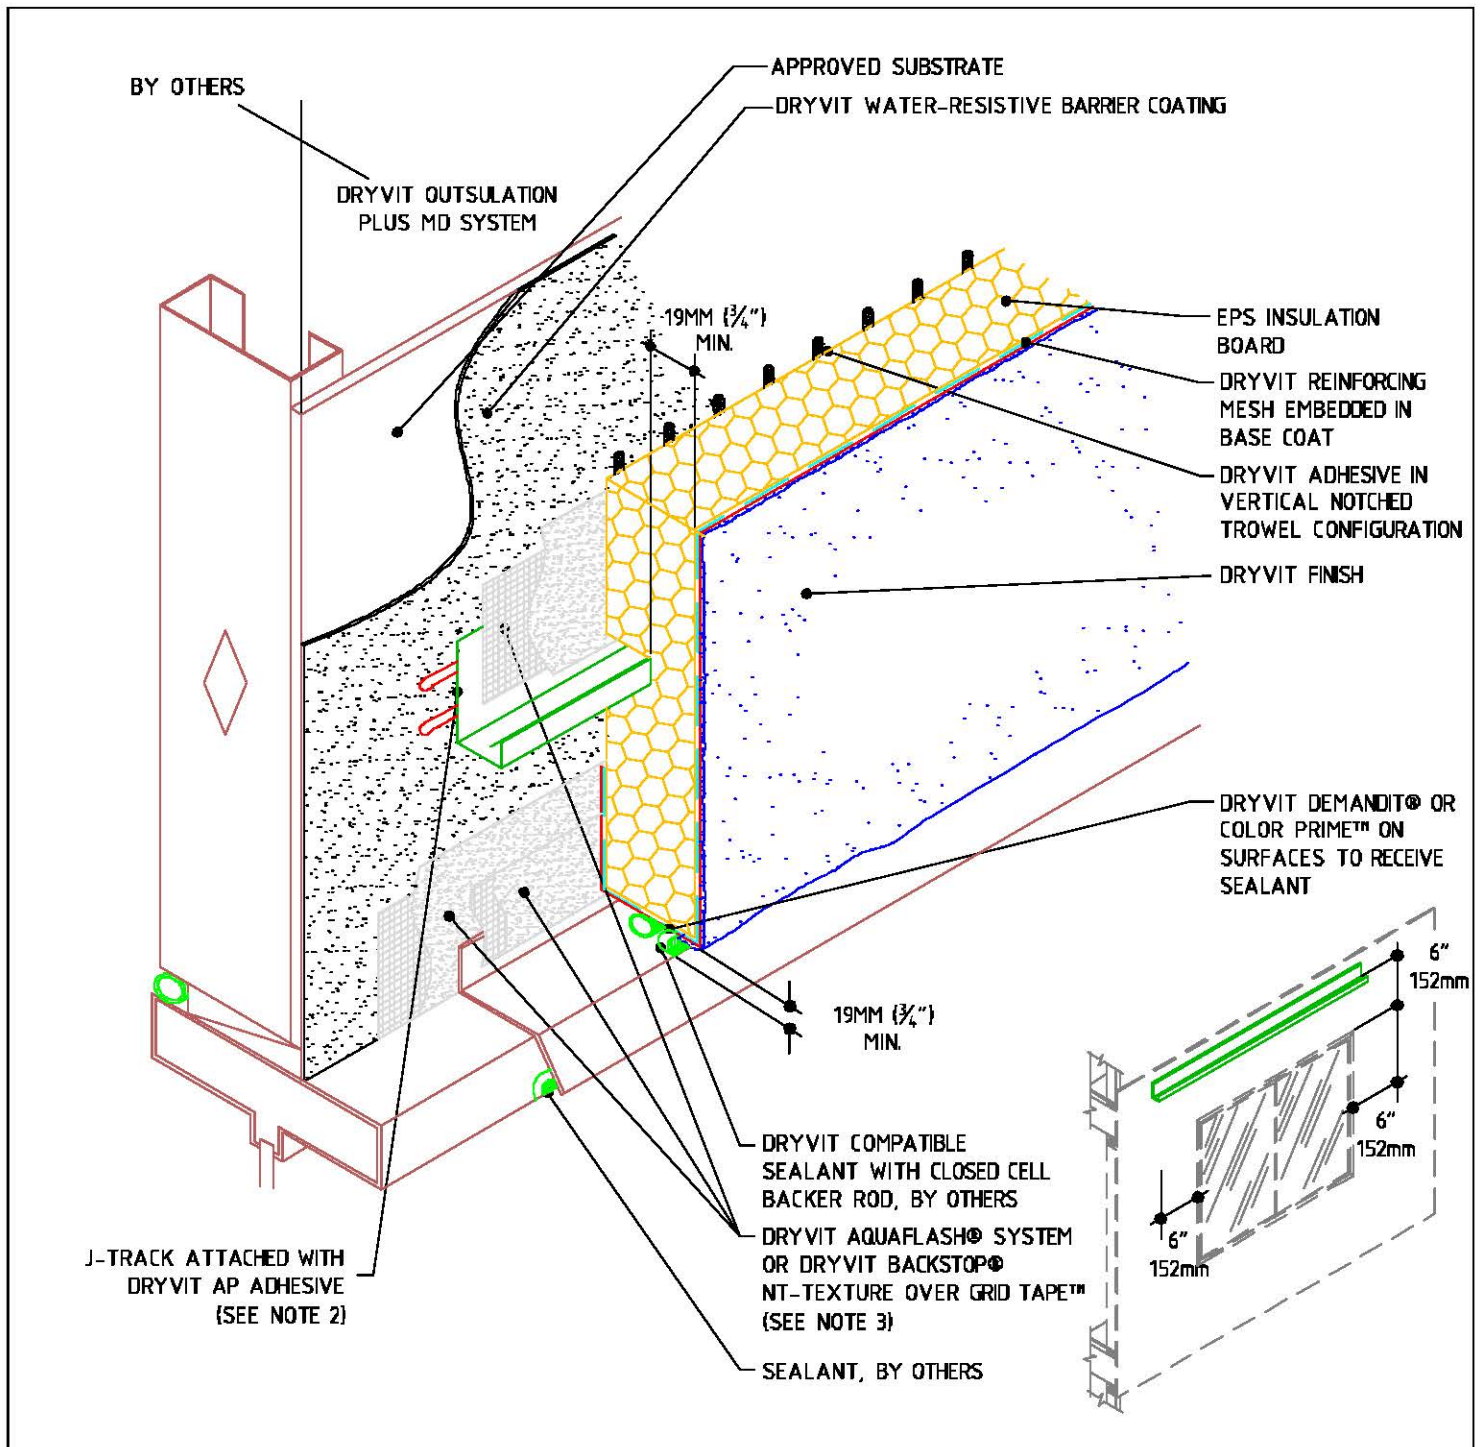 BY OTHERS
APPROVED SUBSTRATE
DRYVIT WATER-RESISTIVE BARRIER COATING
DRYVIT OUTSULATION
PLUS MD SYSTEM
19MM (¾")
MIN.
EPS INSULATION
BOARD
DRYVIT REINFORCING
MESH EMBEDDED IN
BASE COAT
DRYVIT ADHESIVE IN
VERTICAL NOTCHED
TROWEL CONFIGURATION
DRYVIT FINISH
DRYVIT DEMANDIT® OR
COLOR PRIME™ ON
SURFACES TO RECEIVE
SEALANT
19MM (¾")
MIN.
6"
152mm
6"
152mm
6"
152mm
DRYVIT COMPATIBLE
SEALANT WITH CLOSED CELL
BACKER ROD, BY OTHERS
DRYVIT AQUAFLASH® SYSTEM
OR DRYVIT BACKSTOP®
NT-TEXTURE OVER GRID TAPE™
(SEE NOTE 3)
SEALANT, BY OTHERS
J-TRACK ATTACHED WITH
DRYVIT AP ADHESIVE
(SEE NOTE 2)